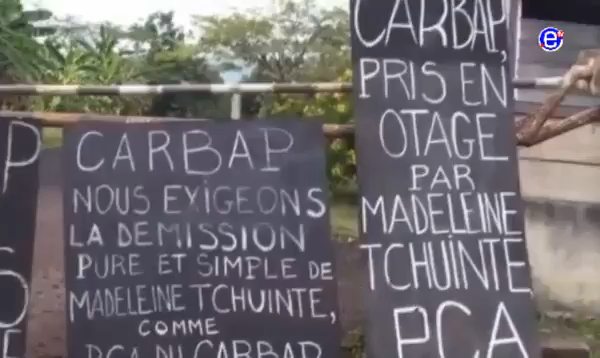 CARBAP
NOUS EXIGEONS
LA DEMISSION
PURE ET SIMPLE DE
MADELEINE TCHUINTE,
COMME
PCA DU CARBAP
CARBAP,
PRIS EN
OTAGE
PAR
MADELEINE
TCHUINTE,
PCA